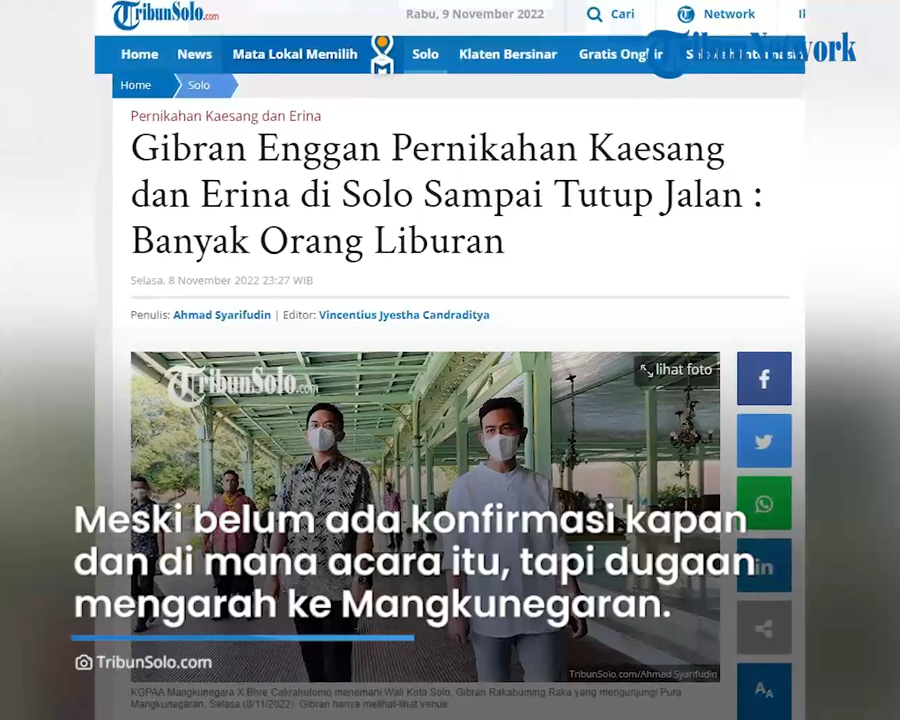 TribunSolo.com
Rabu, 9 November 2022
Cari
Network
Tribun Network
Home
News
Mata Lokal Memilih
Solo
Klaten Bersinar
Gratis Ongkir
Home
Solo
Pernikahan Kaesang dan Erina
Gibran Enggan Pernikahan Kaesang
dan Erina di Solo Sampai Tutup Jalan :
Banyak Orang Liburan
Selasa, 8 November 2022 23:27 WIB
Penulis: Ahmad Syarifudin | Editor: Vincentius Jyestha Candraditya
TribunSolo.com
lihat foto
Meski belum ada konfirmasi kapan
dan di mana acara itu, tapi dugaan
mengarah ke Mangkunegaran.
TribunSolo.com
TribunSolo.com/Ahmad Syarifudin
KGPAA Mangkunegara X Bhre Cakrahutomo menemani Wali Kota Solo, Gibran Rakabuming Raka yang mengunjungi Pura
Mangkunegaran, Selasa (8/11/2022). Gibran hanya melihat-lihat venue